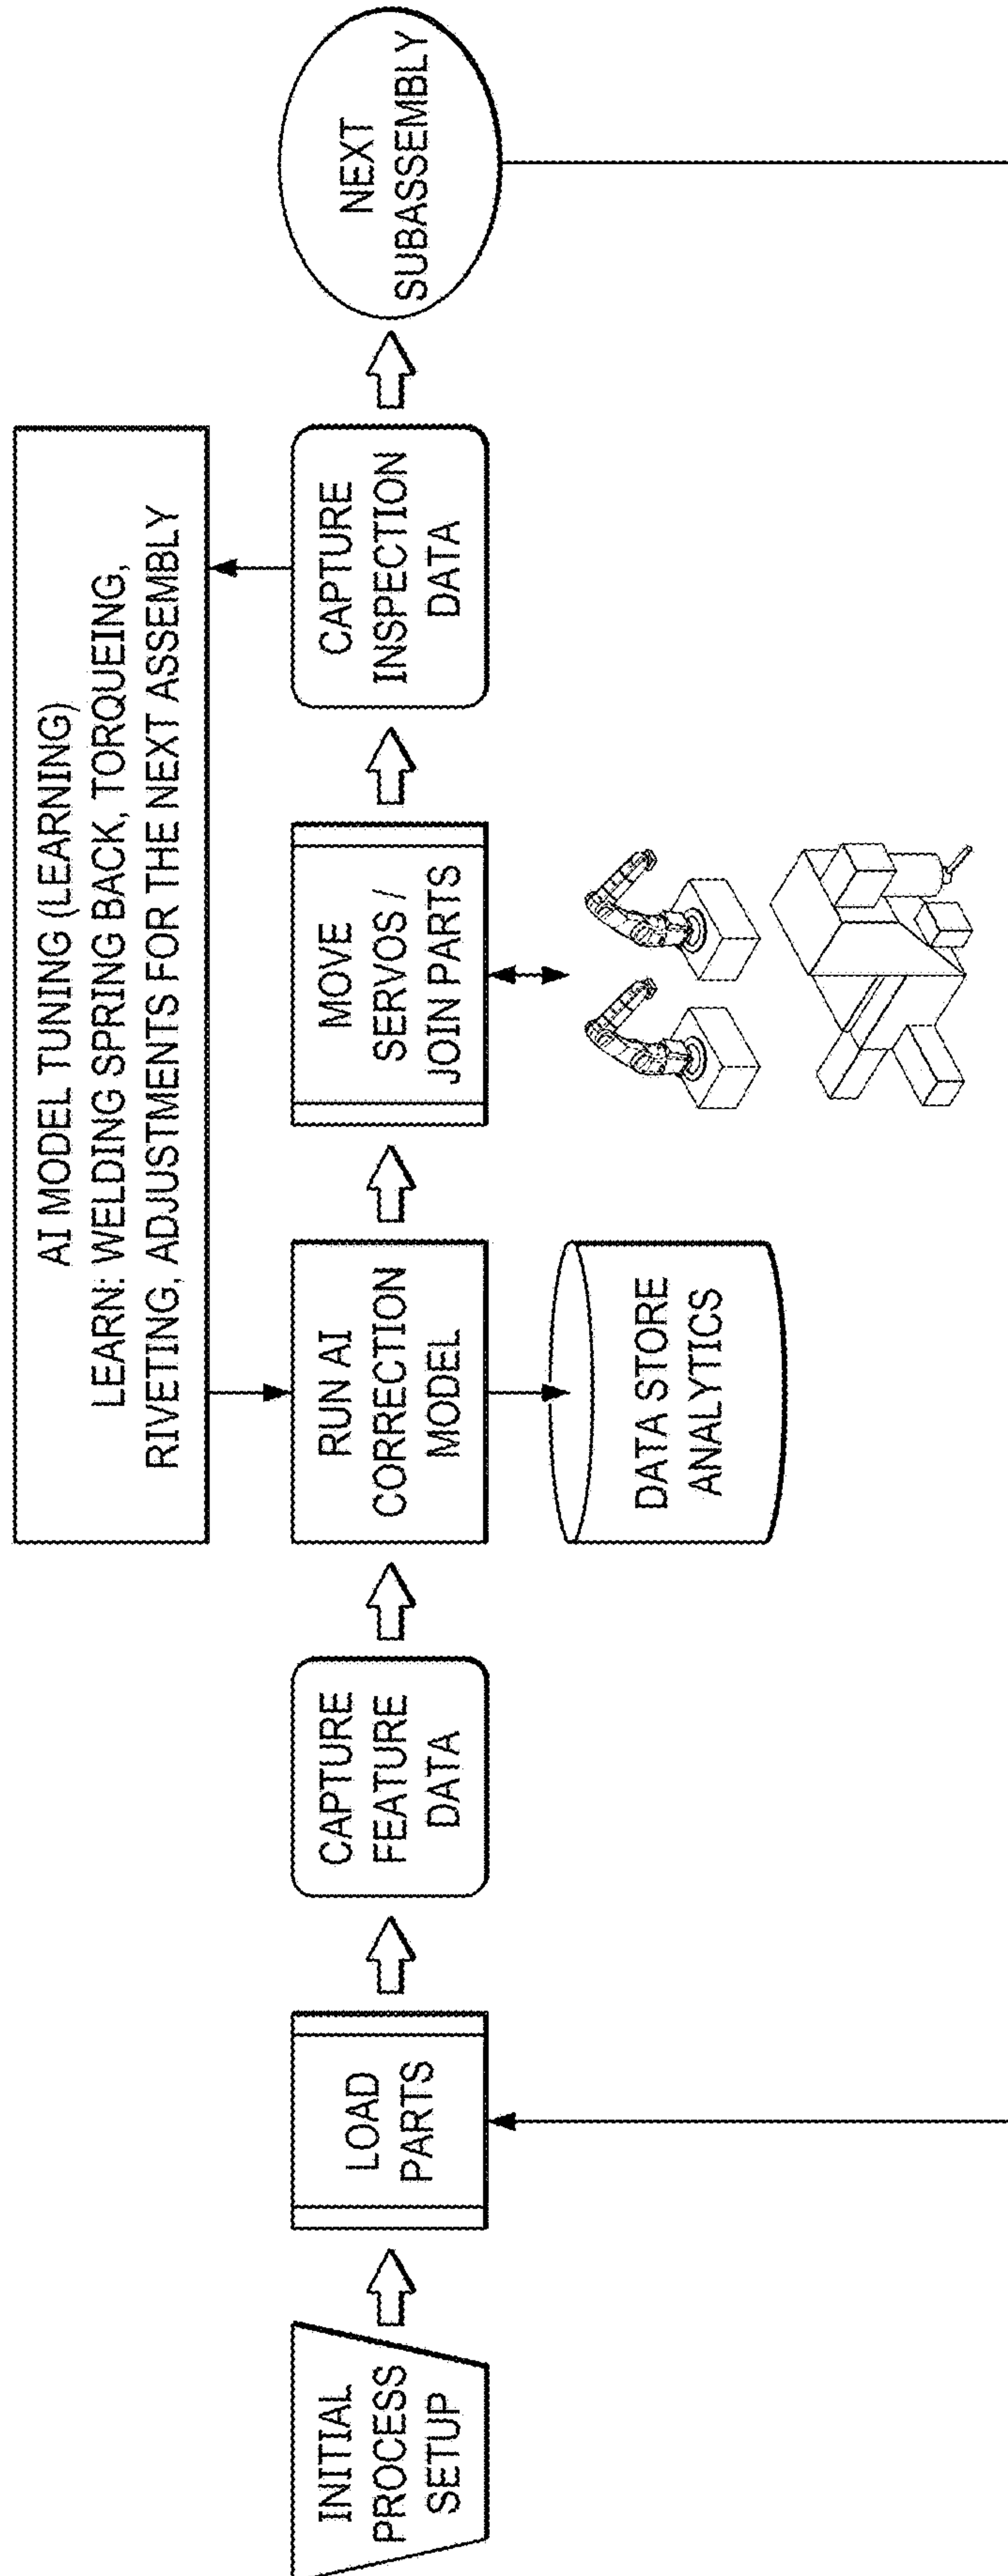 AI MODEL TUNING (LEARNING)
LEARN: WELDING SPRING BACK, TORQUEING,
RIVETING, ADJUSTMENTS FOR THE NEXT ASSEMBLY
INITIAL
PROCESS
SETUP
LOAD
PARTS
CAPTURE
FEATURE
DATA
RUN AI
CORRECTION
MODEL
MOVE
SERVOS /
JOIN PARTS
CAPTURE
INSPECTION
DATA
NEXT
SUBASSEMBLY
DATA STORE
ANALYTICS